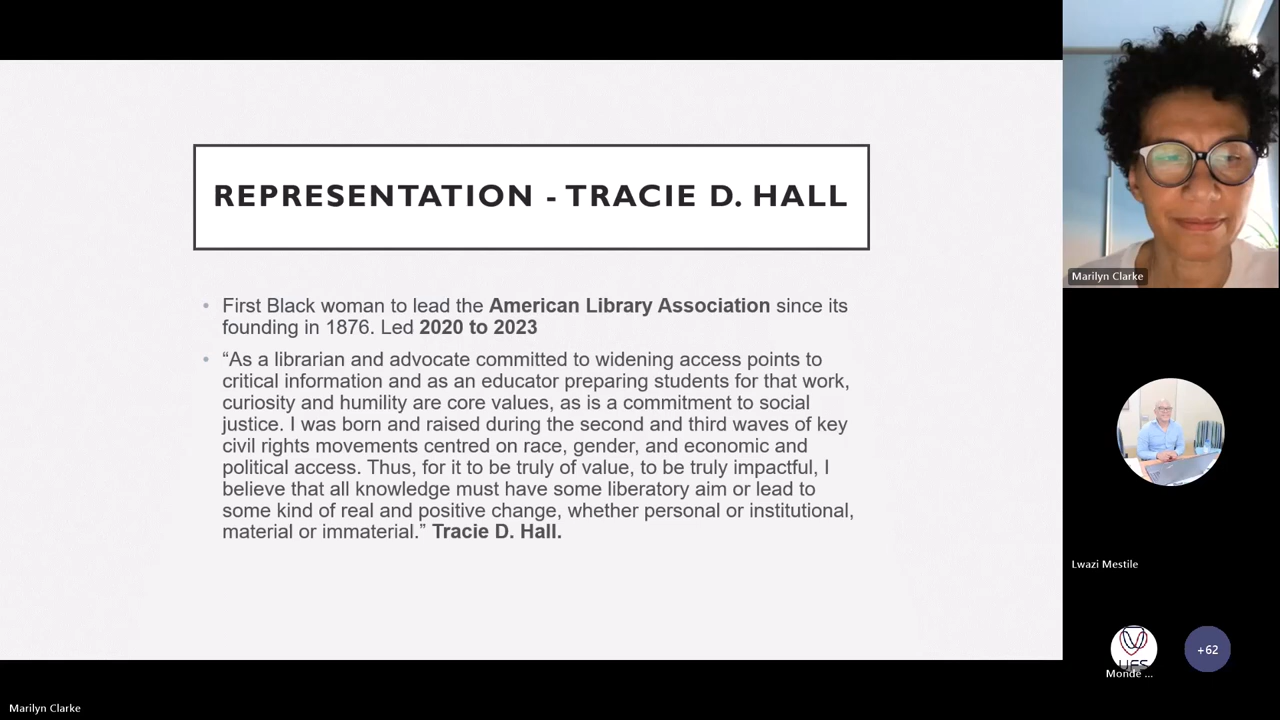 REPRESENTATION - TRACIE D. HALL
• First Black woman to lead the American Library Association since its
founding in 1876. Led 2020 to 2023
• “As a librarian and advocate committed to widening access points to
critical information and as an educator preparing students for that work,
curiosity and humility are core values, as is a commitment to social
justice. I was born and raised during the second and third waves of key
civil rights movements centred on race, gender, and economic and
political access. Thus, for it to be truly of value, to be truly impactful, I
believe that all knowledge must have some liberatory aim or lead to
some kind of real and positive change, whether personal or institutional,
material or immaterial.” Tracie D. Hall.
Marilyn Clarke
Lwazi Mestile
UFS
Monde ...
+62
Marilyn Clarke